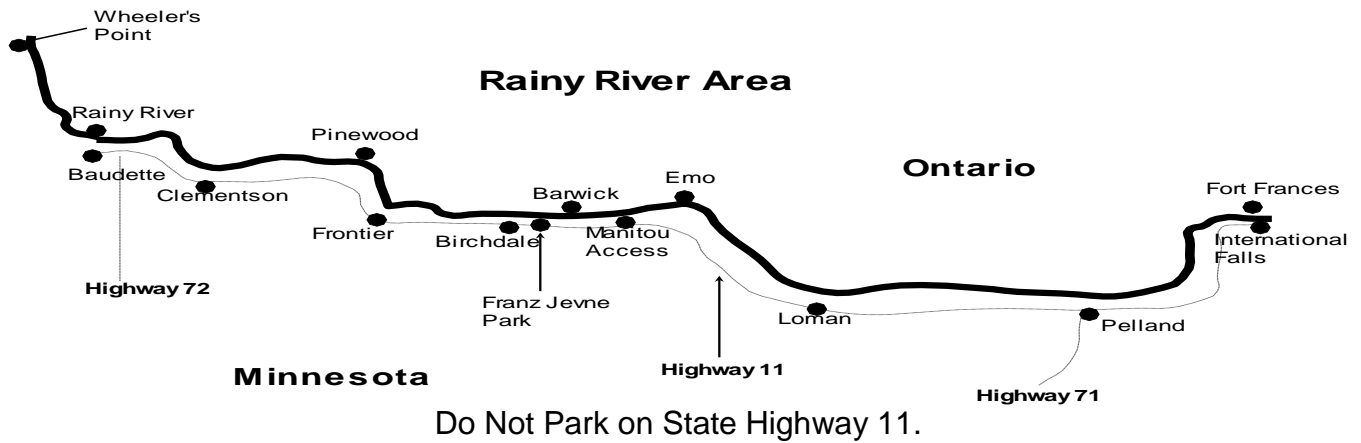 Wheeler's
Point
Rainy River Area
Rainy River
Pinewood
Ontario
Baudette
Clementson
Barwick
Emo
Fort Frances
Frontier
Birchdale
Manitou
Access
International
Falls
Highway 72
Franz Jevne
Park
Loman
Pelland
Minnesota
Highway 11
Highway 71
Do Not Park on State Highway 11.